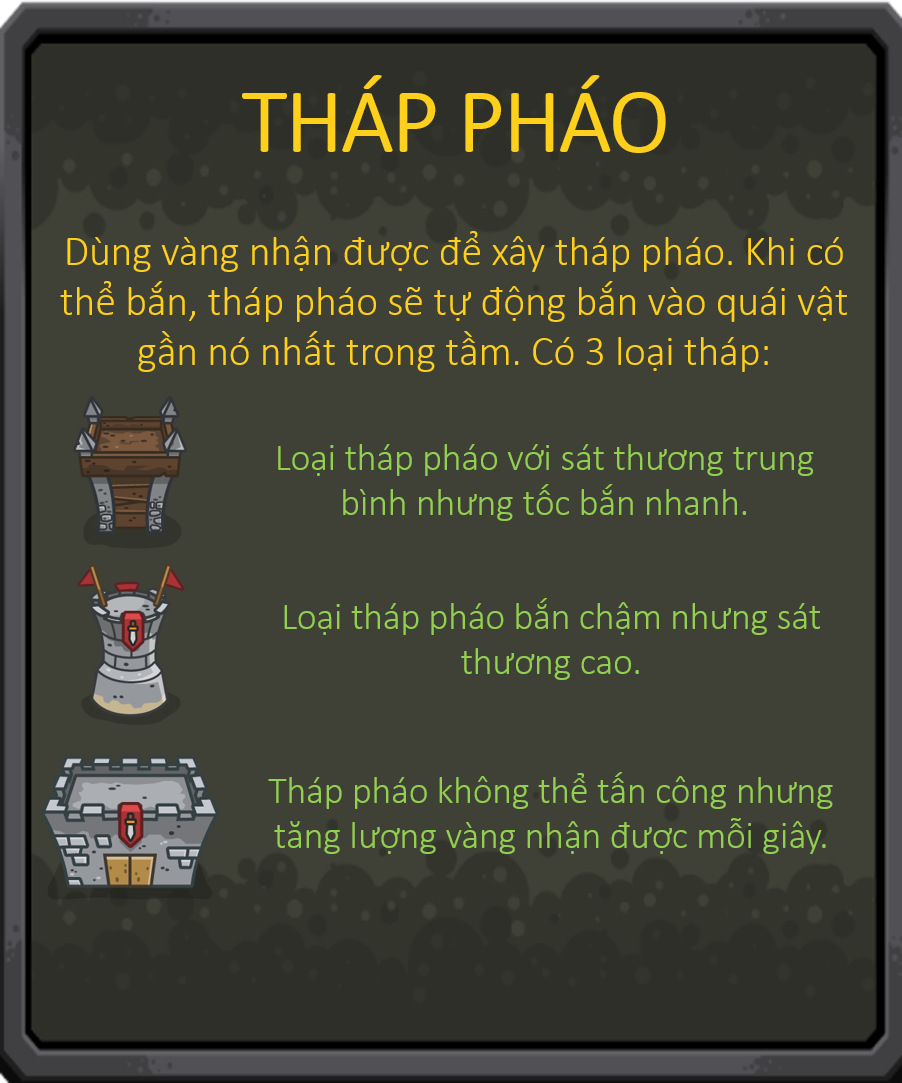 THÁP PHÁO
Dùng vàng nhận được để xây tháp pháo. Khi có
thể bắn, tháp pháo sẽ tự động bắn vào quái vật
gần nó nhất trong tầm. Có 3 loại tháp:
Loại tháp pháo với sát thương trung
bình nhưng tốc bắn nhanh.
Loại tháp pháo bắn chậm nhưng sát
thương cao.
Tháp pháo không thể tấn công nhưng
tăng lượng vàng nhận được mỗi giây.